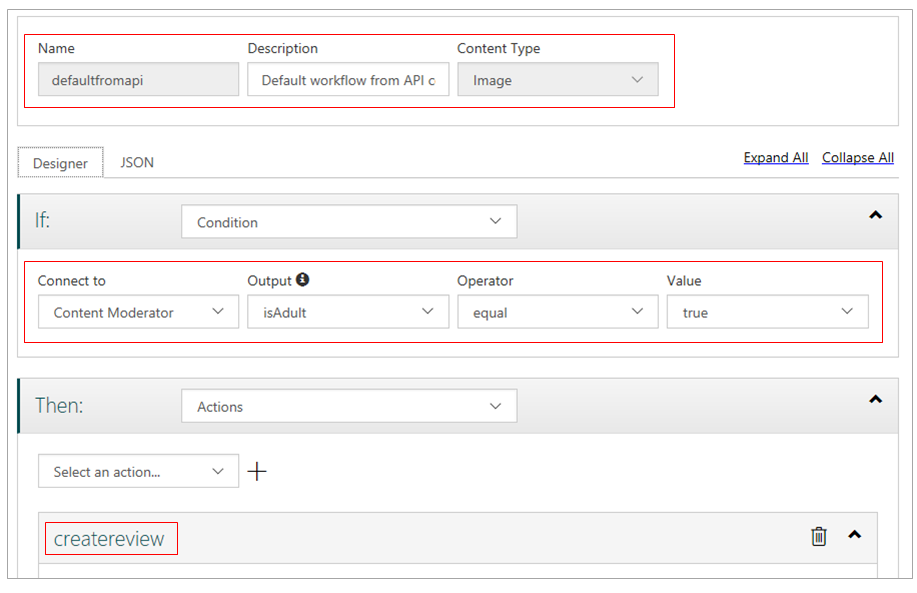 Name Description Content Type
defaultfromapi Default workflow from API o Image
Designer JSON Expand All Collapse All
If: Condition
Connect to Output Operator Value
Content Moderator isAdult equal true
Then: Actions
Select an action...
createreview